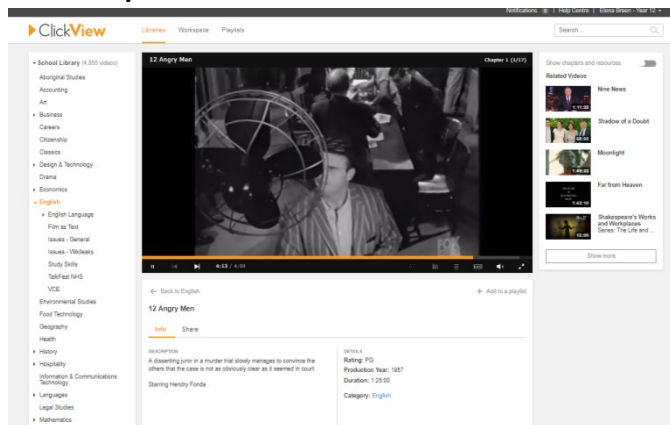 Notifications
Help Centre
Elena Breen - Year 12
ClickView
Libraries
Workspace
Playlists
Search...
School Library (4,555 videos)
Aboriginal Studies
Accounting
Art
Business
Careers
Citizenship
Classics
Design & Technology
Drama
Economics
English
English Language
Film as Text
Issues - General
Issues - Wikileaks
Study Skills
TalkFest NHS
VCE
Environmental Studies
Food Technology
Geography
Health
History
Hospitality
Information & Communications
Technology
Languages
Legal Studies
Mathematics
12 Angry Men
Chapter 1 (1/17)
4:13 / 4:59
Back to English
Add to a playlist
12 Angry Men
Info
Share
DESCRIPTION
A dissenting juror in a murder trial slowly manages to convince the
others that the case is not as obviously clear as it seemed in court.
Starring Hendry Fonda
DETAILS
Rating: PG
Production Year: 1957
Duration: 1:25:00
Category: English
Show chapters and resources
Related Videos
Nine News
Shadow of a Doubt
Moonlight
Far from Heaven
Shakespeare's Works
and Workplaces
Series: The Life and ...
Show more